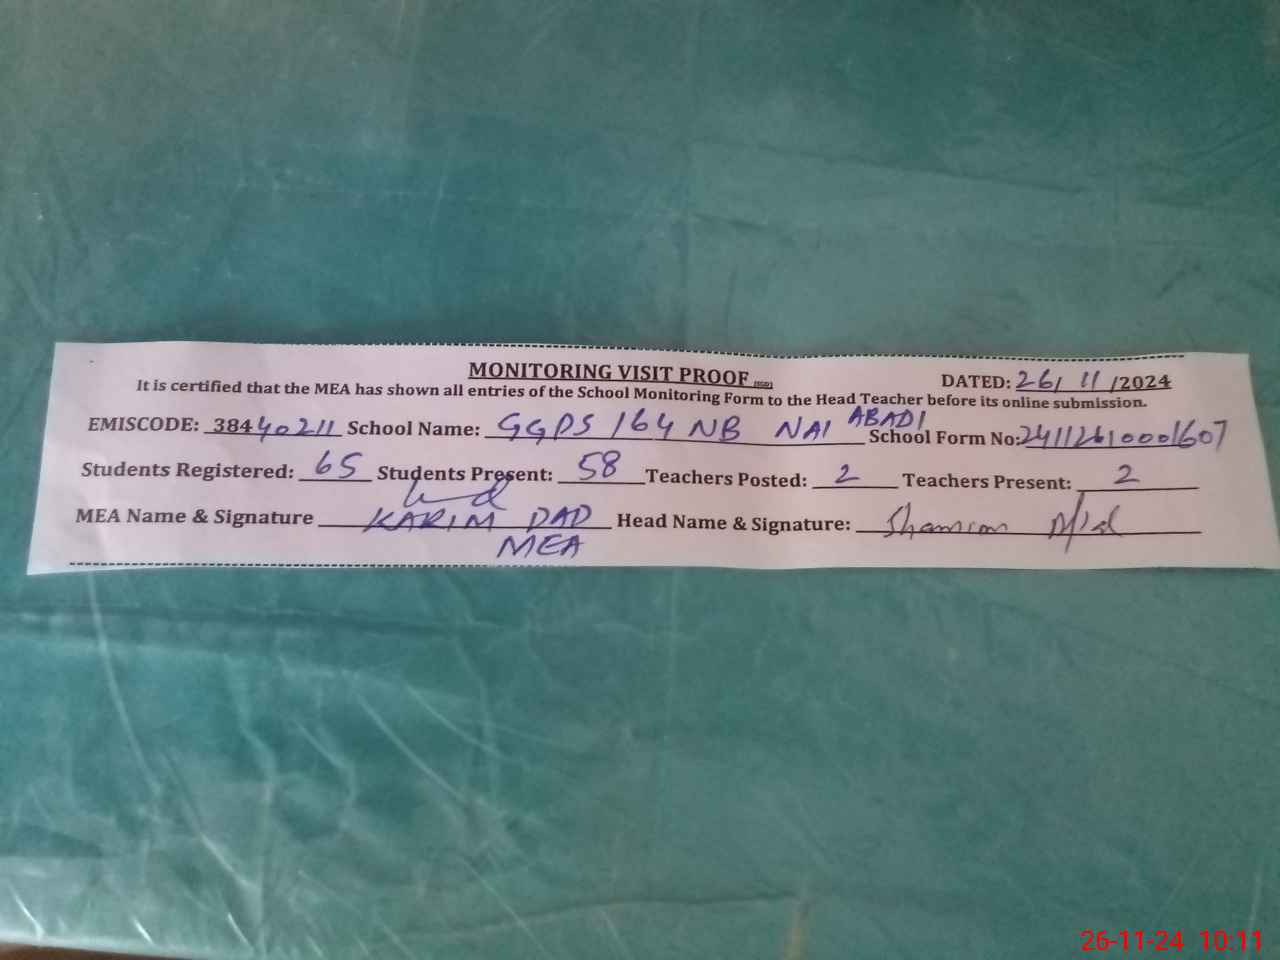 MONITORING VISIT PROOF
DATED: 26/ 11 /2024
It is certified that the MEA has shown all entries of the School Monitoring Form to the Head Teacher before its online submission.
EMISCODE: 38440211 School Name: GGPS 164 NB NAI ABADI School Form No: 24112610001607
Students Registered: 65 Students Present: 58 Teachers Posted: 2 Teachers Present: 2
MEA Name & Signature KARIM DAD Head Name & Signature:
MEA
26-11-24 10:11